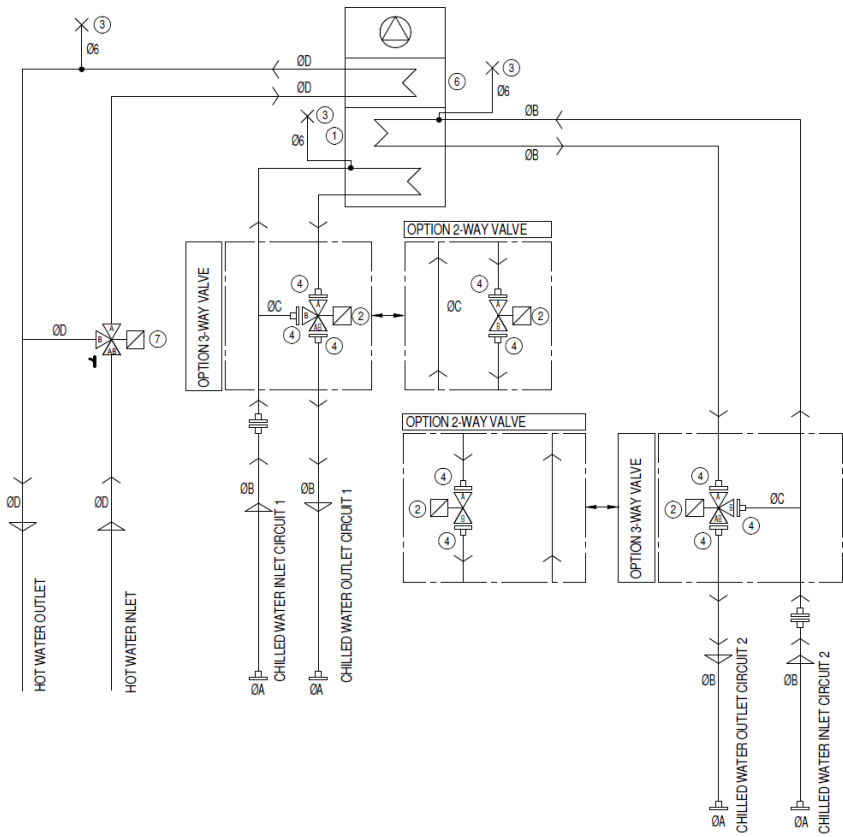 3
Ø6
ØD
ØD
6
3
Ø6
3
Ø6
1
ØB
ØB
OPTION 2-WAY VALVE
OPTION 3-WAY VALVE
4
A
B
AB
2
ØC
4
4
ØC
4
A
B
2
4
ØD
A
B
AB
7
1
OPTION 2-WAY VALVE
4
A
B
2
4
OPTION 3-WAY VALVE
4
A
B
AB
2
ØC
4
4
ØD
ØD
ØB
ØB
HOT WATER OUTLET
HOT WATER INLET
CHILLED WATER INLET CIRCUIT 1
CHILLED WATER OUTLET CIRCUIT 1
ØA
ØA
ØB
ØB
CHILLED WATER OUTLET CIRCUIT 2
CHILLED WATER INLET CIRCUIT 2
ØA
ØA